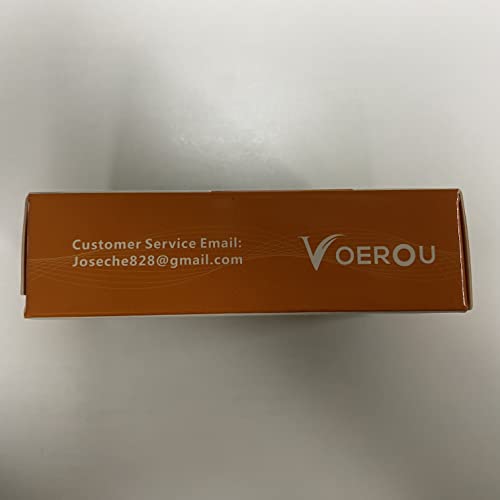 Customer Service Email:
Joseche828@gmail.com
VOEROU